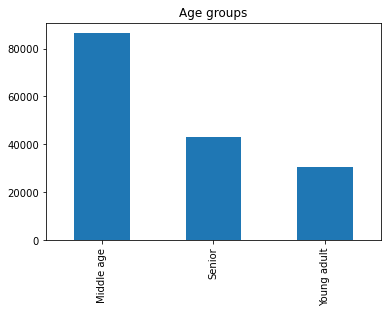 Age groups
80000
60000
40000
20000
0
Middle age
Senior
Young adult